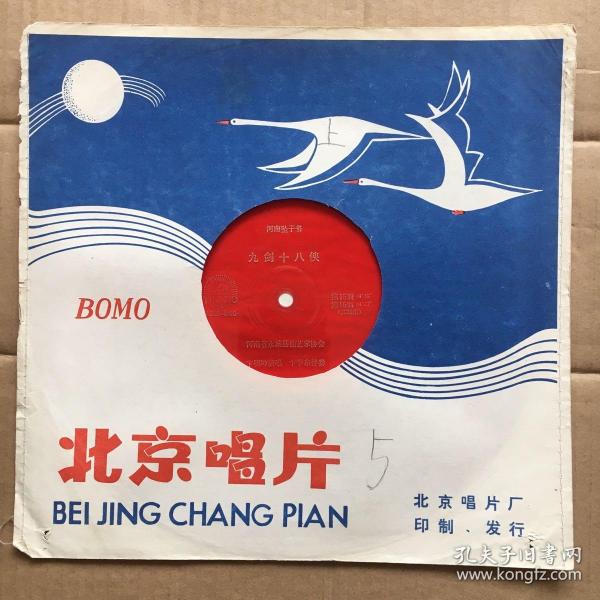 上
河南坠子书
九剑十八侠
BOMO
北京唱片
5
BEI JING CHANG PIAN
北京唱片厂
印制、发行
孔夫子旧书网
www.kongfz.com